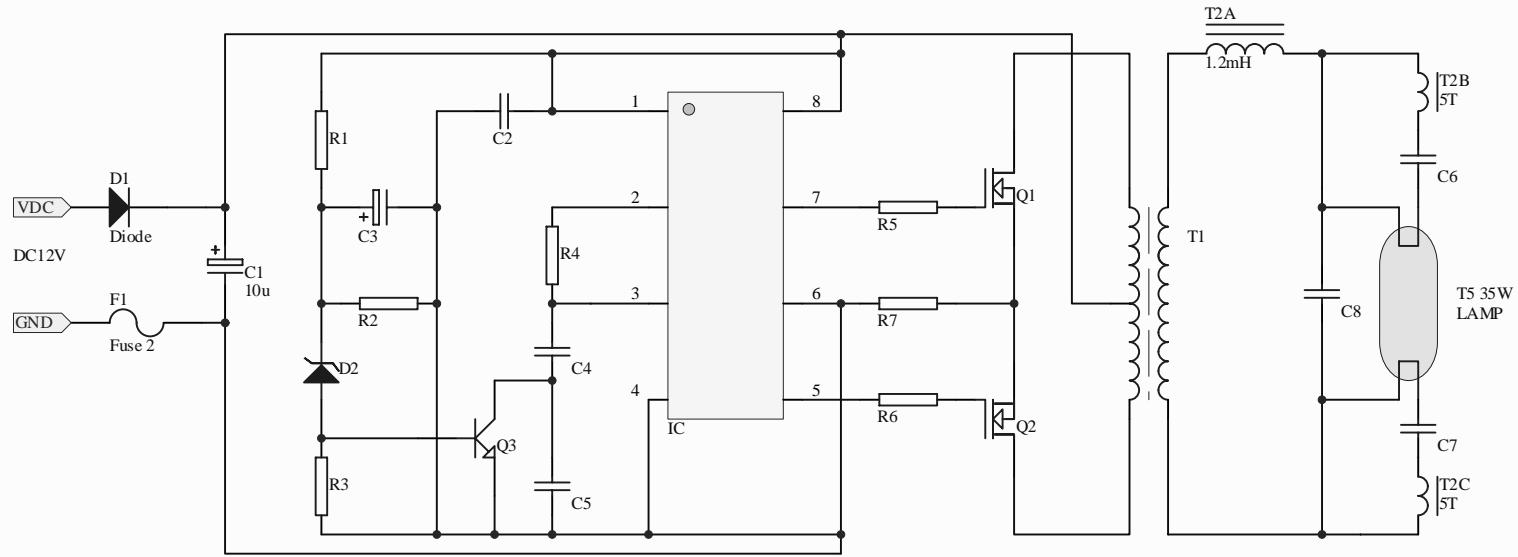 T2A
1.2mH
T2B
5T
1
8
R1
C2
D1
VDC
Diode
C3
2
7
R5
Q1
C6
T1
DC12V
+
C1
10u
+
R4
F1
GND
Fuse 2
R2
3
6
R7
C8
T5 35W
LAMP
D2
C4
4
5
R6
IC
Q2
Q3
C7
R3
C5
T2C
5T